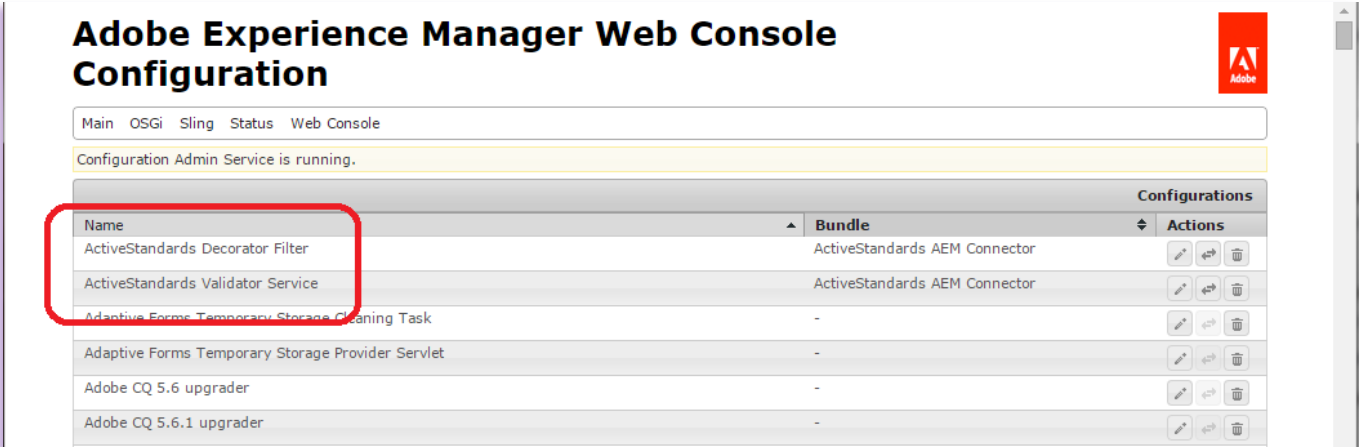 Adobe Experience Manager Web Console
Configuration
Adobe
Main OSGi Sling Status Web Console
Configuration Admin Service is running.
Configurations
Name Bundle Actions
ActiveStandards Decorator Filter ActiveStandards AEM Connector
ActiveStandards Validator Service ActiveStandards AEM Connector
Adaptive Forms Temporary Storage Cleaning Task -
Adaptive Forms Temporary Storage Provider Servlet -
Adobe CQ 5.6 upgrader -
Adobe CQ 5.6.1 upgrader -